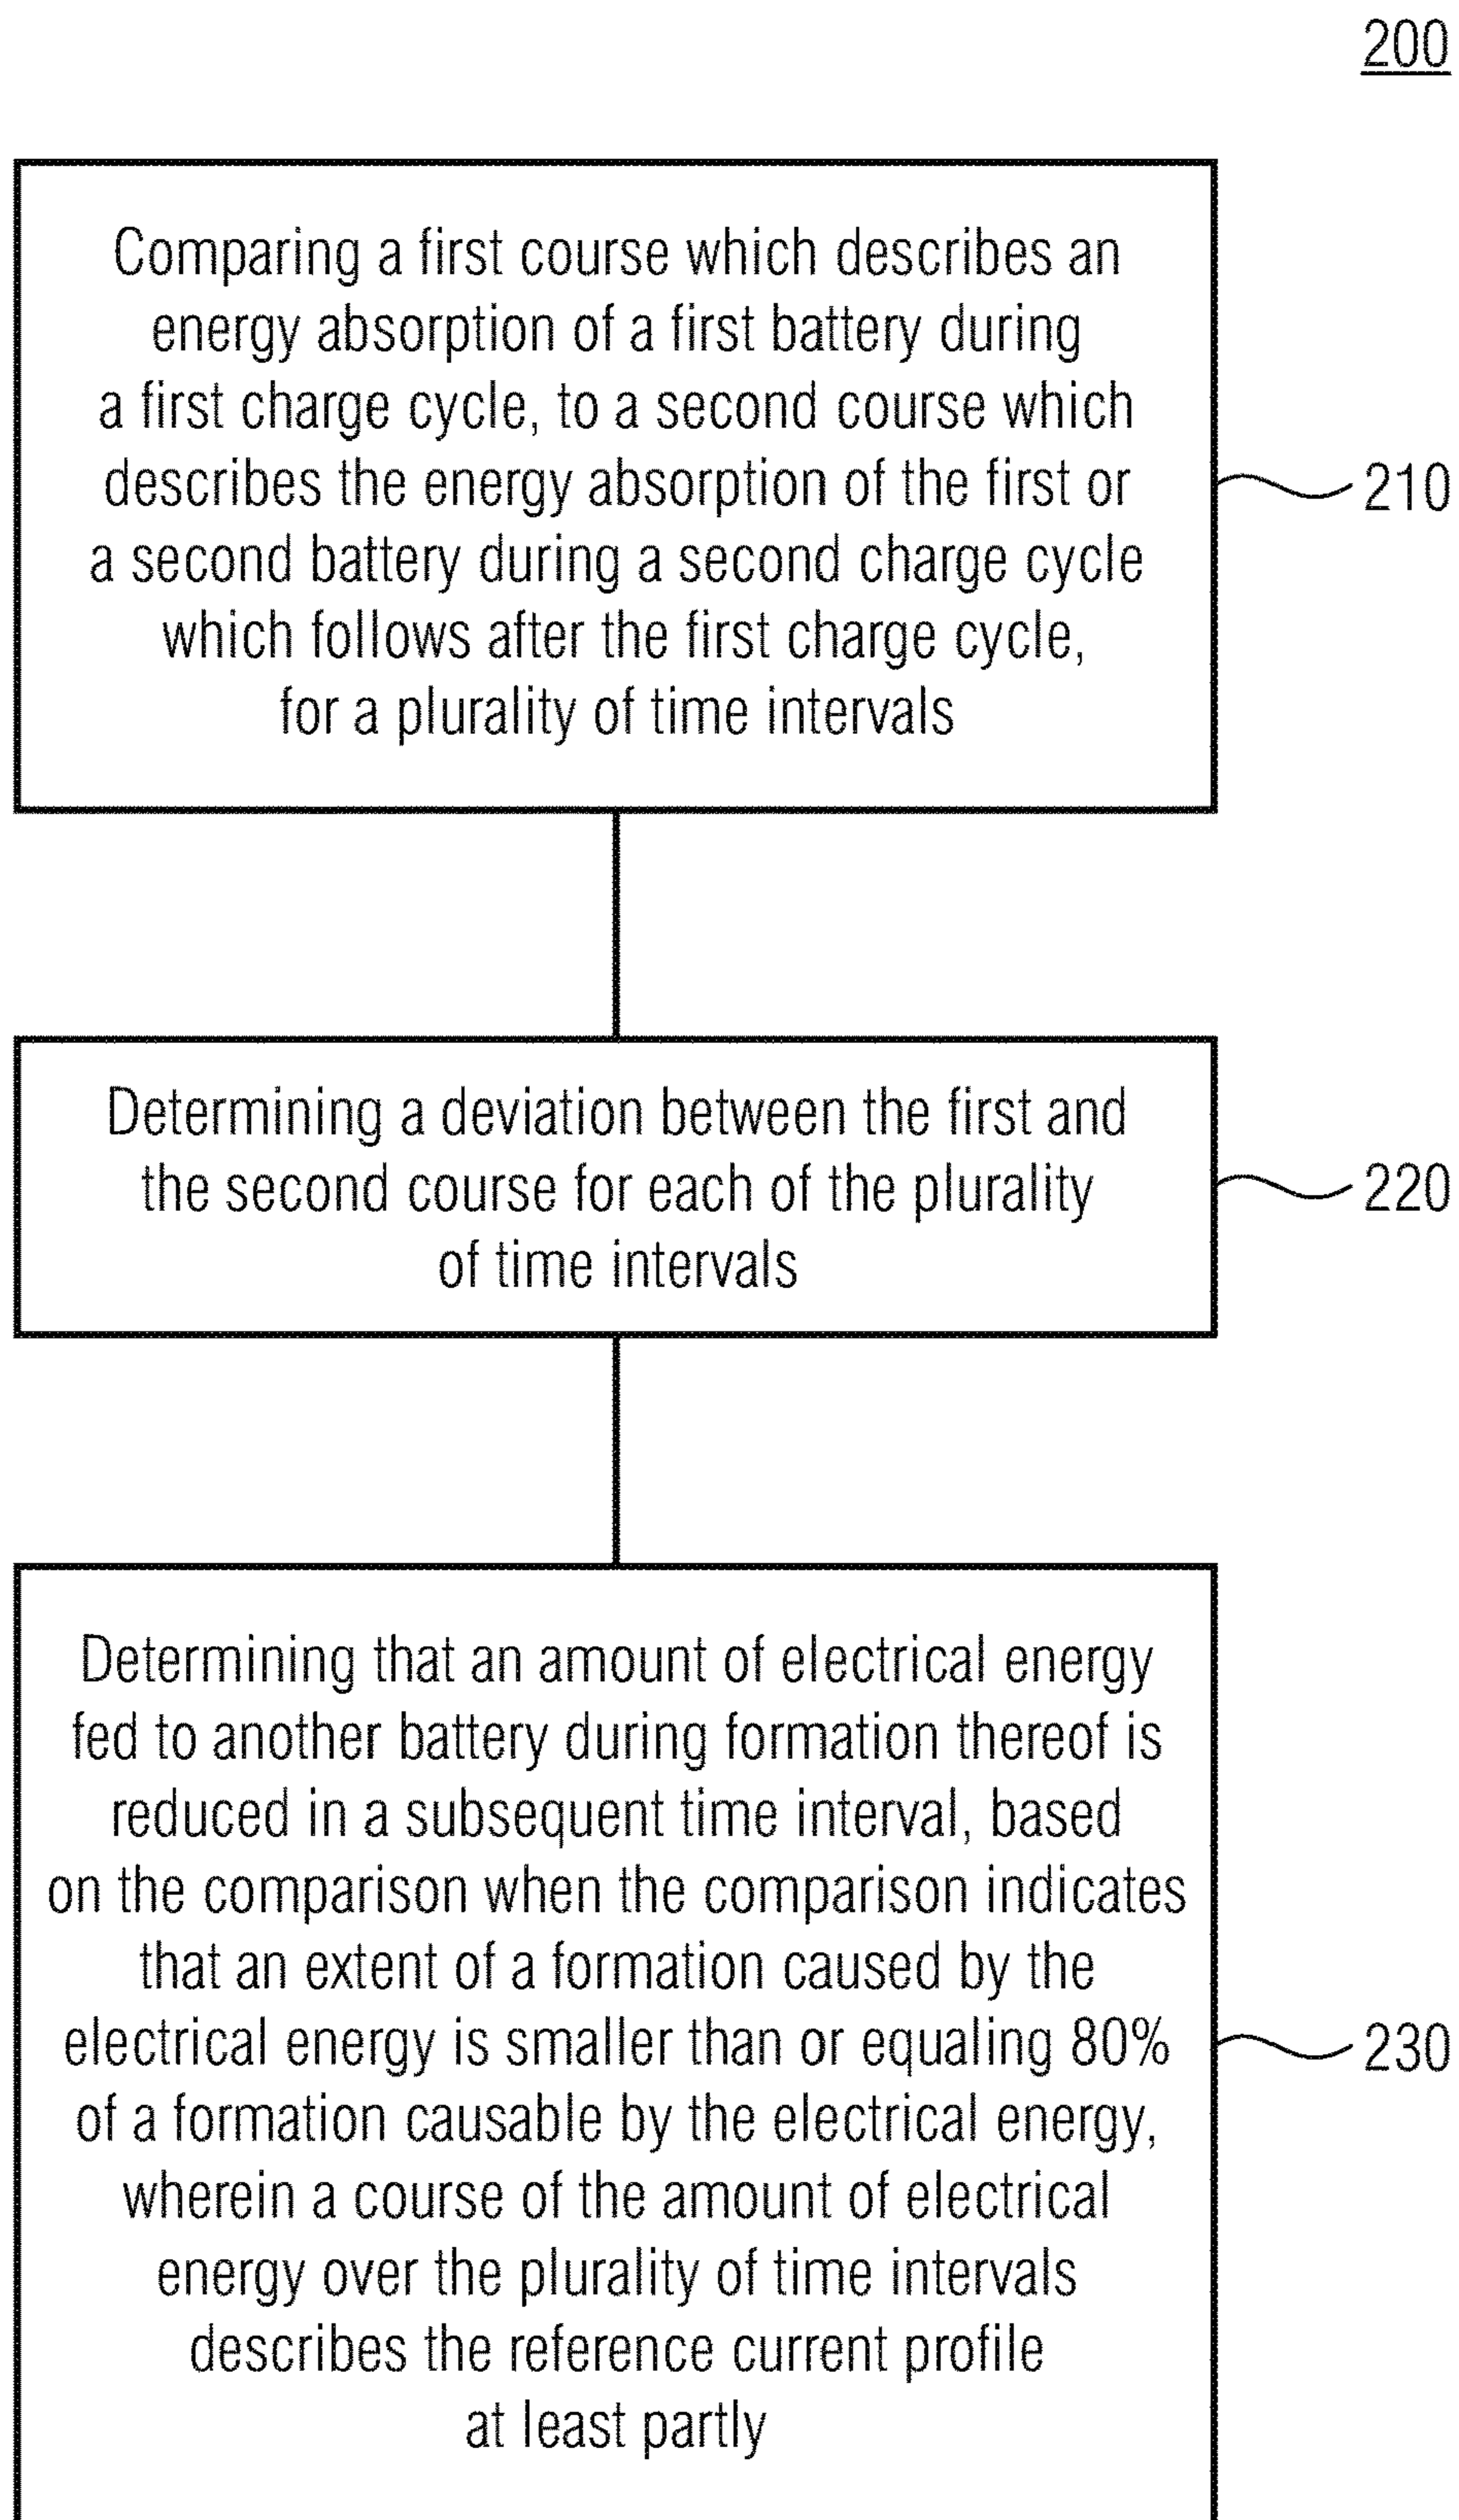 200
Comparing a first course which describes an
energy absorption of a first battery during
a first charge cycle, to a second course which
describes the energy absorption of the first or
a second battery during a second charge cycle
which follows after the first charge cycle,
for a plurality of time intervals
210
Determining a deviation between the first and
the second course for each of the plurality
of time intervals
220
Determining that an amount of electrical energy
fed to another battery during formation thereof is
reduced in a subsequent time interval, based
on the comparison when the comparison indicates
that an extent of a formation caused by the
electrical energy is smaller than or equaling 80%
of a formation causable by the electrical energy,
wherein a course of the amount of electrical
energy over the plurality of time intervals
describes the reference current profile
at least partly
230